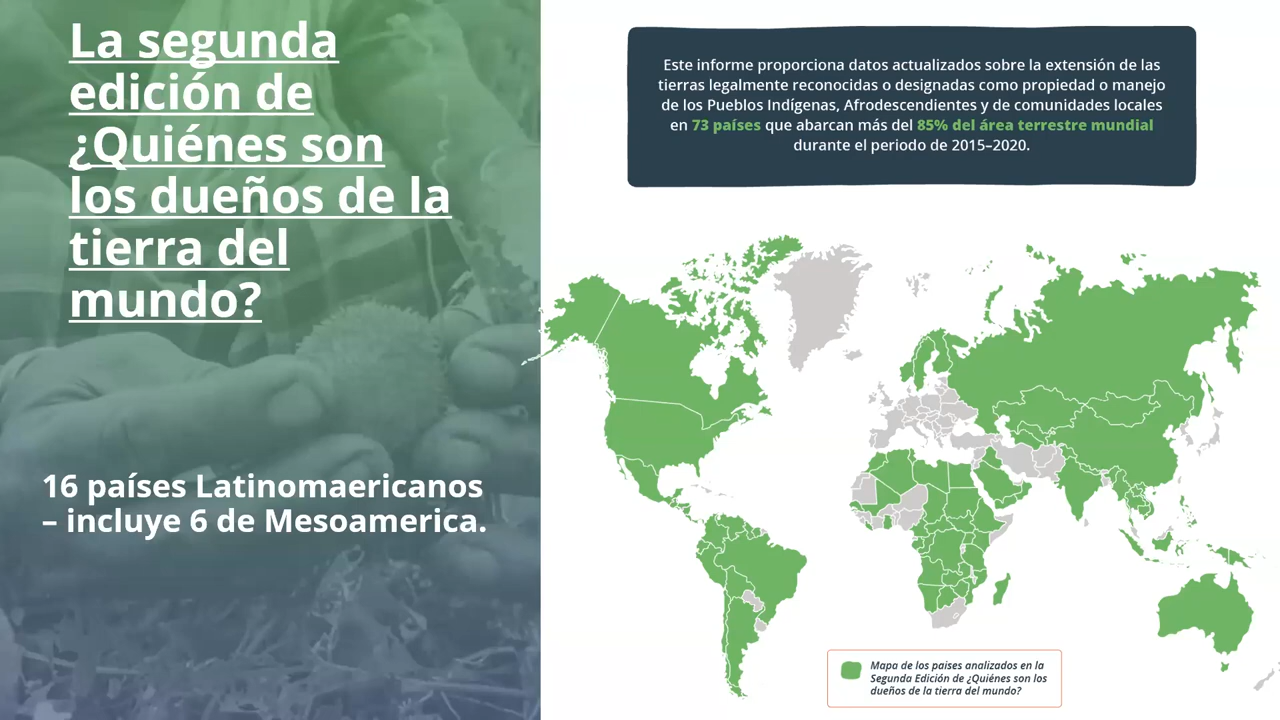 La segunda
edición de
¿Quiénes son
los dueños de la
tierra del
mundo?
16 países Latinomaericanos
– incluye 6 de Mesoamerica.
Este informe proporciona datos actualizados sobre la extensión de las
tierras legalmente reconocidas o designadas como propiedad o manejo
de los Pueblos Indígenas, Afrodescendientes y de comunidades locales
en 73 países que abarcan más del 85% del área terrestre mundial
durante el periodo de 2015–2020.
Mapa de los paises analizados en la
Segunda Edición de ¿Quiénes son los
dueños de la tierra del mundo?